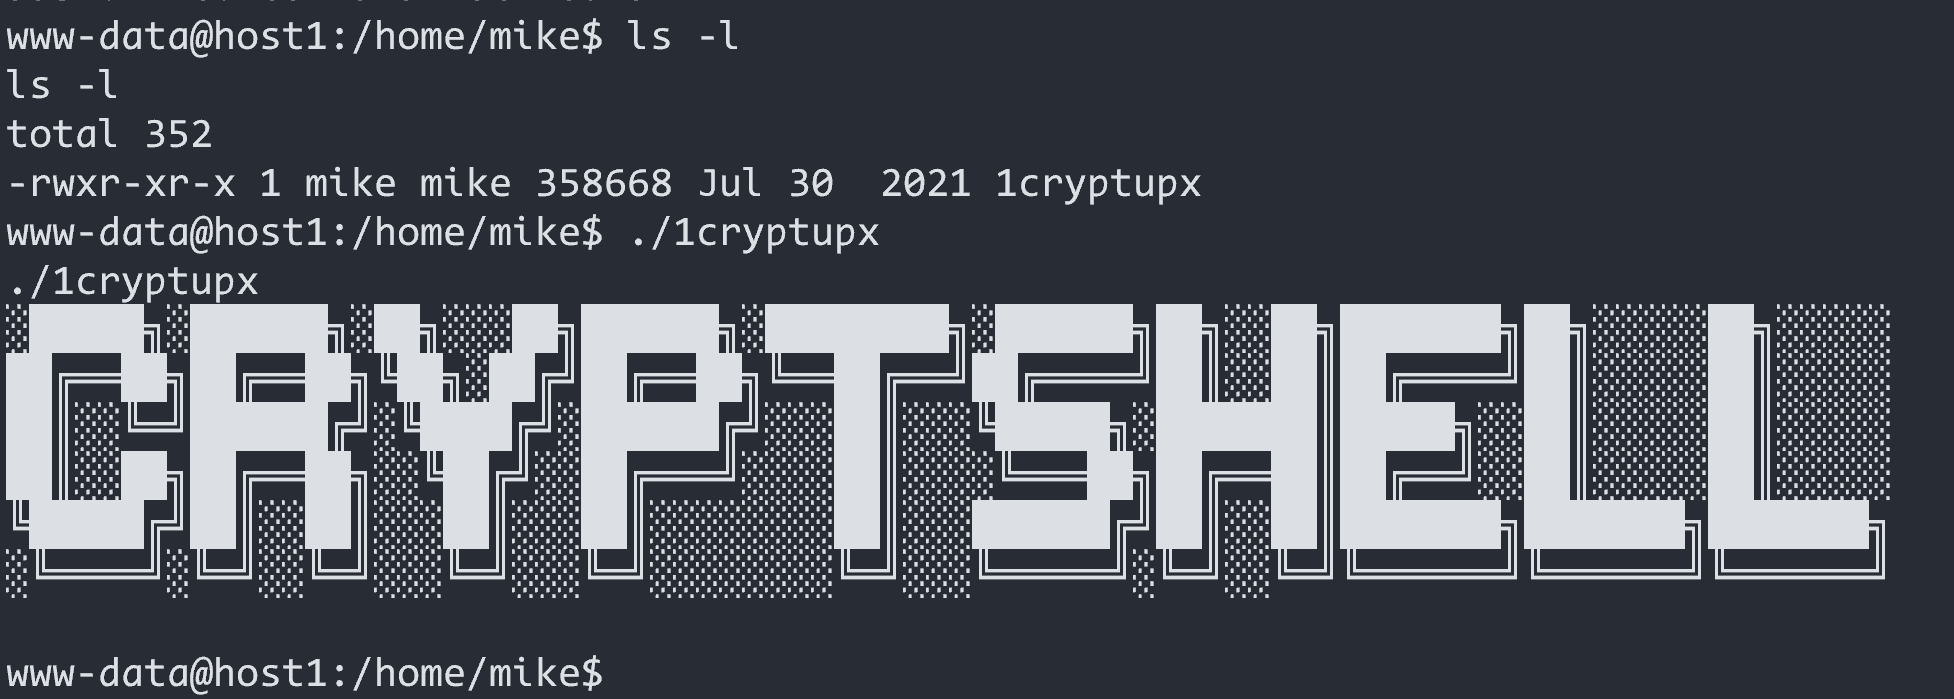 www-data@host1:/home/mike$ ls -l
ls -l
total 352
-rwxr-xr-x 1 mike mike 358668 Jul 30  2021 1cryptupx
www-data@host1:/home/mike$ ./1cryptupx
./1cryptupx
CRYPTSHELL
www-data@host1:/home/mike$